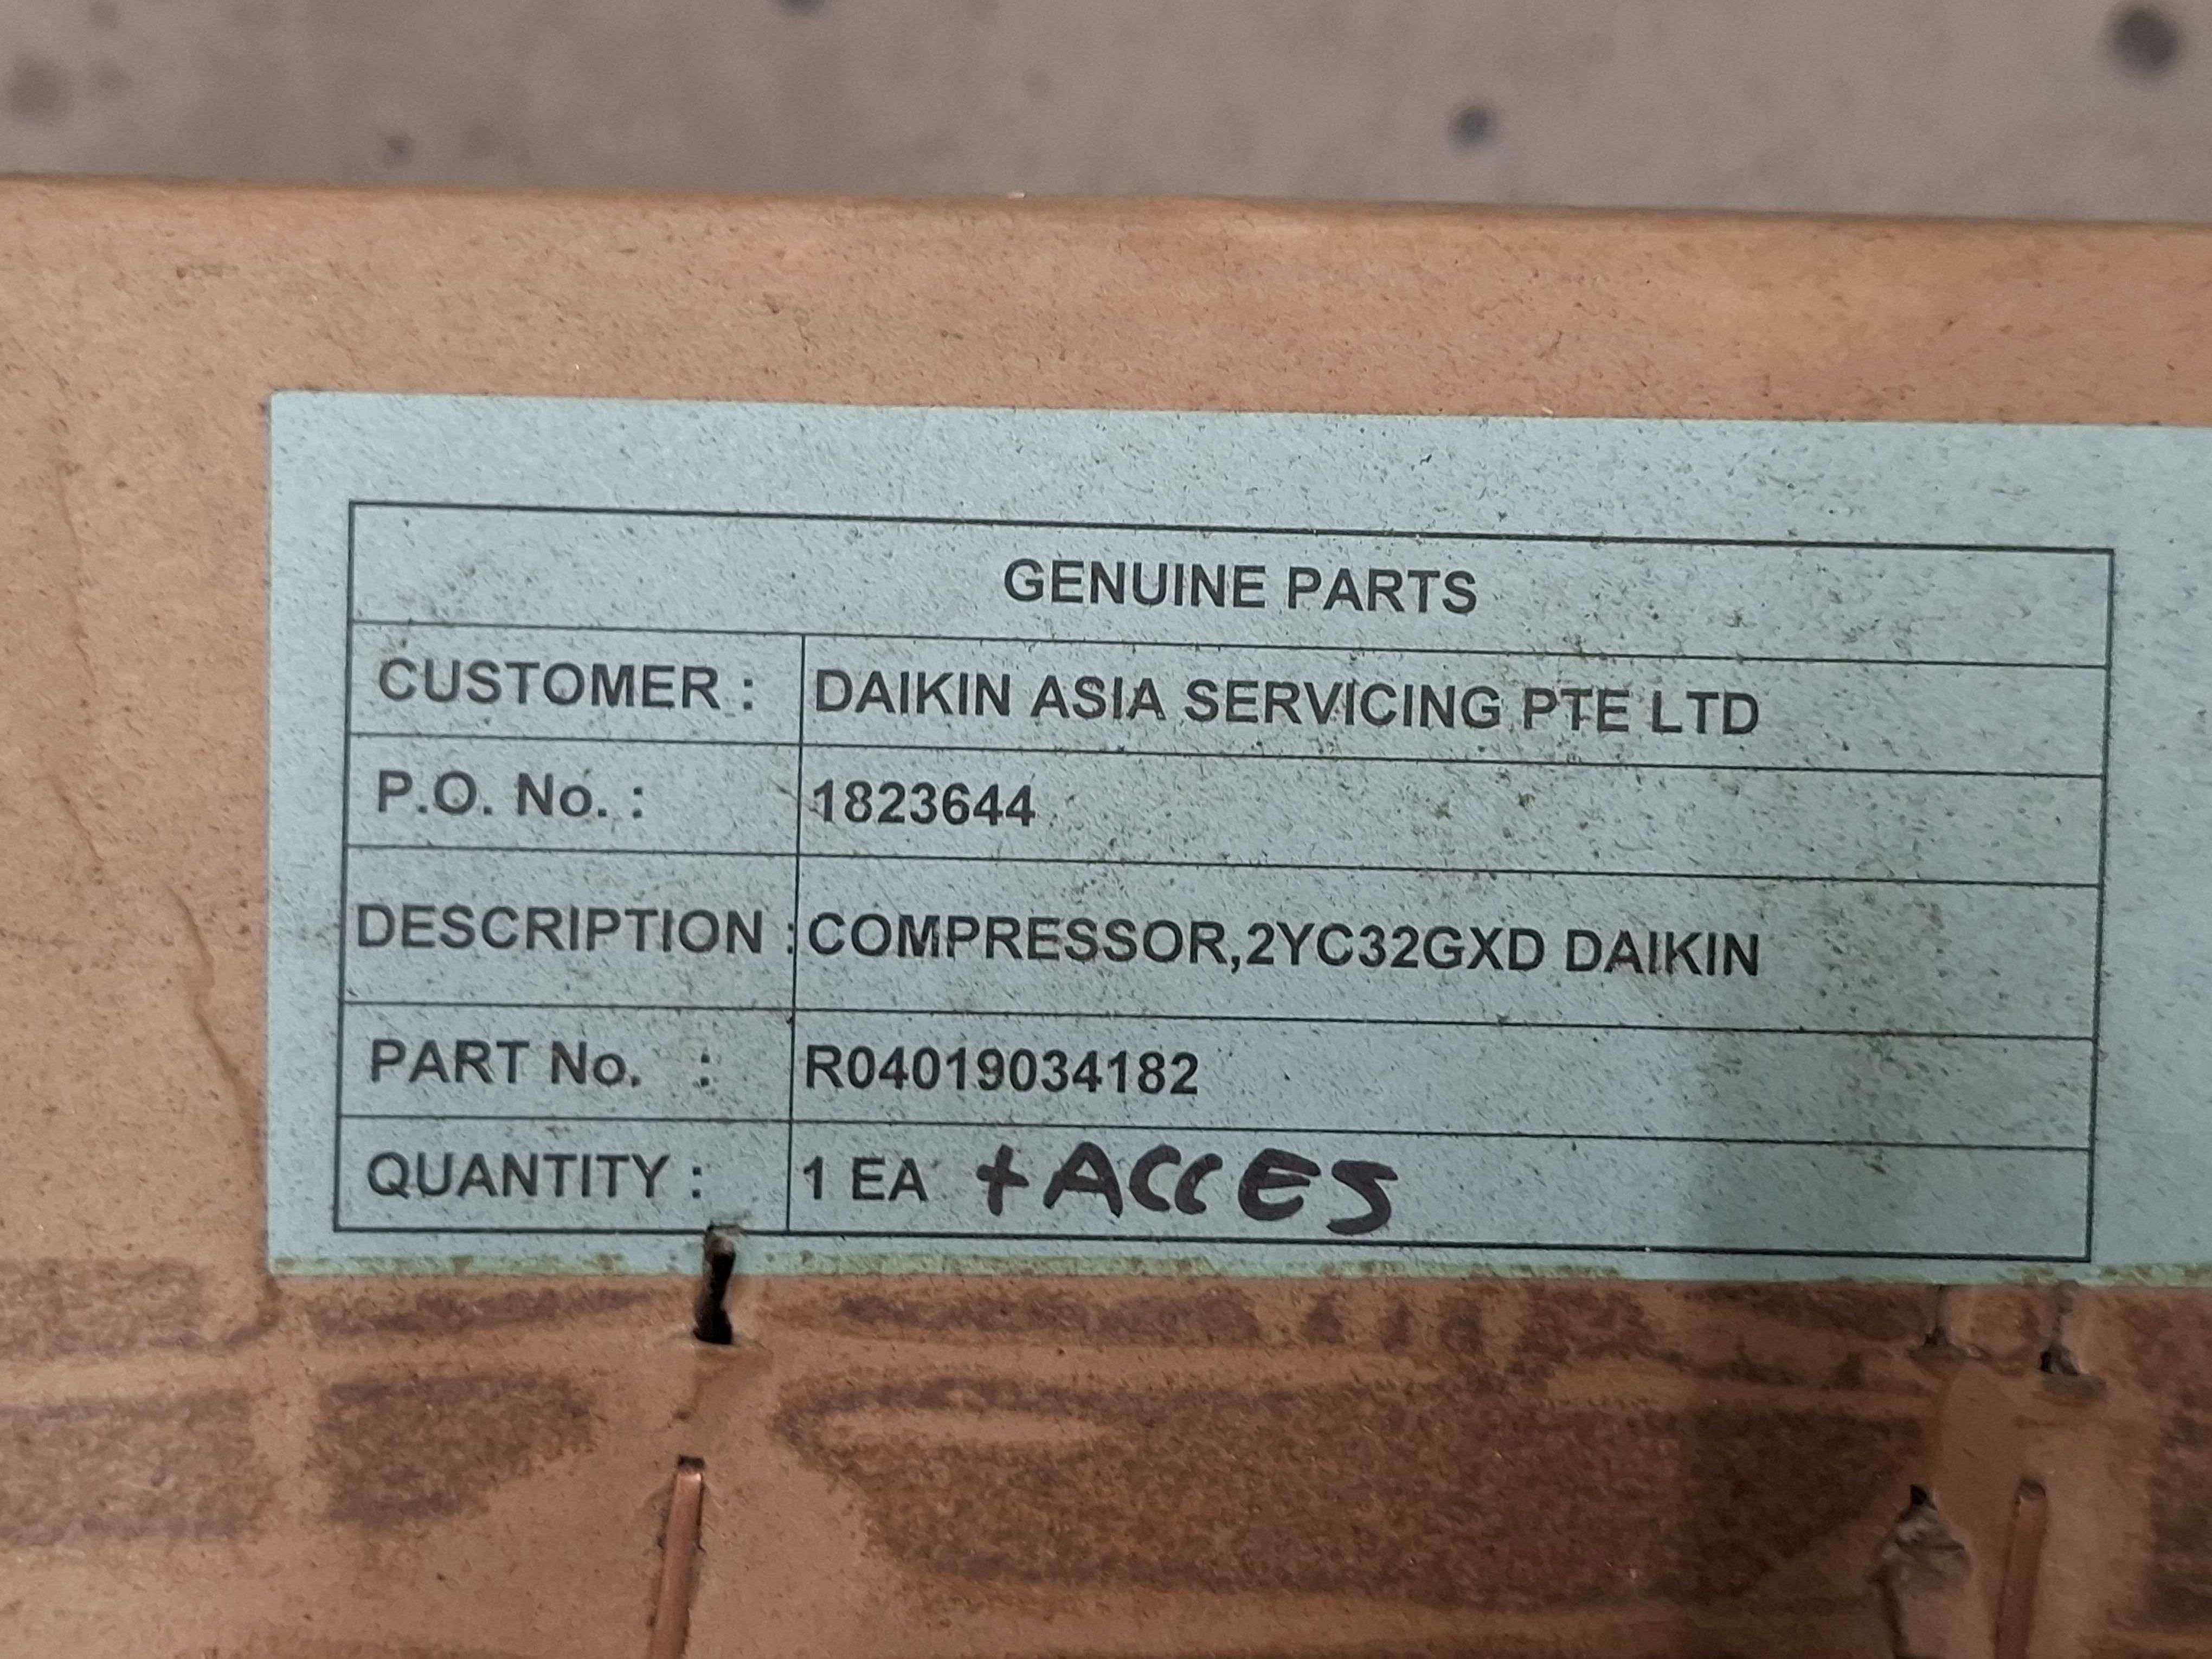 GENUINE PARTS
CUSTOMER : DAIKIN ASIA SERVICING PTE LTD
P.O. No. : 1823644
DESCRIPTION : COMPRESSOR,2YC32GXD DAIKIN
PART No. : R04019034182
QUANTITY : 1 EA + ACCES